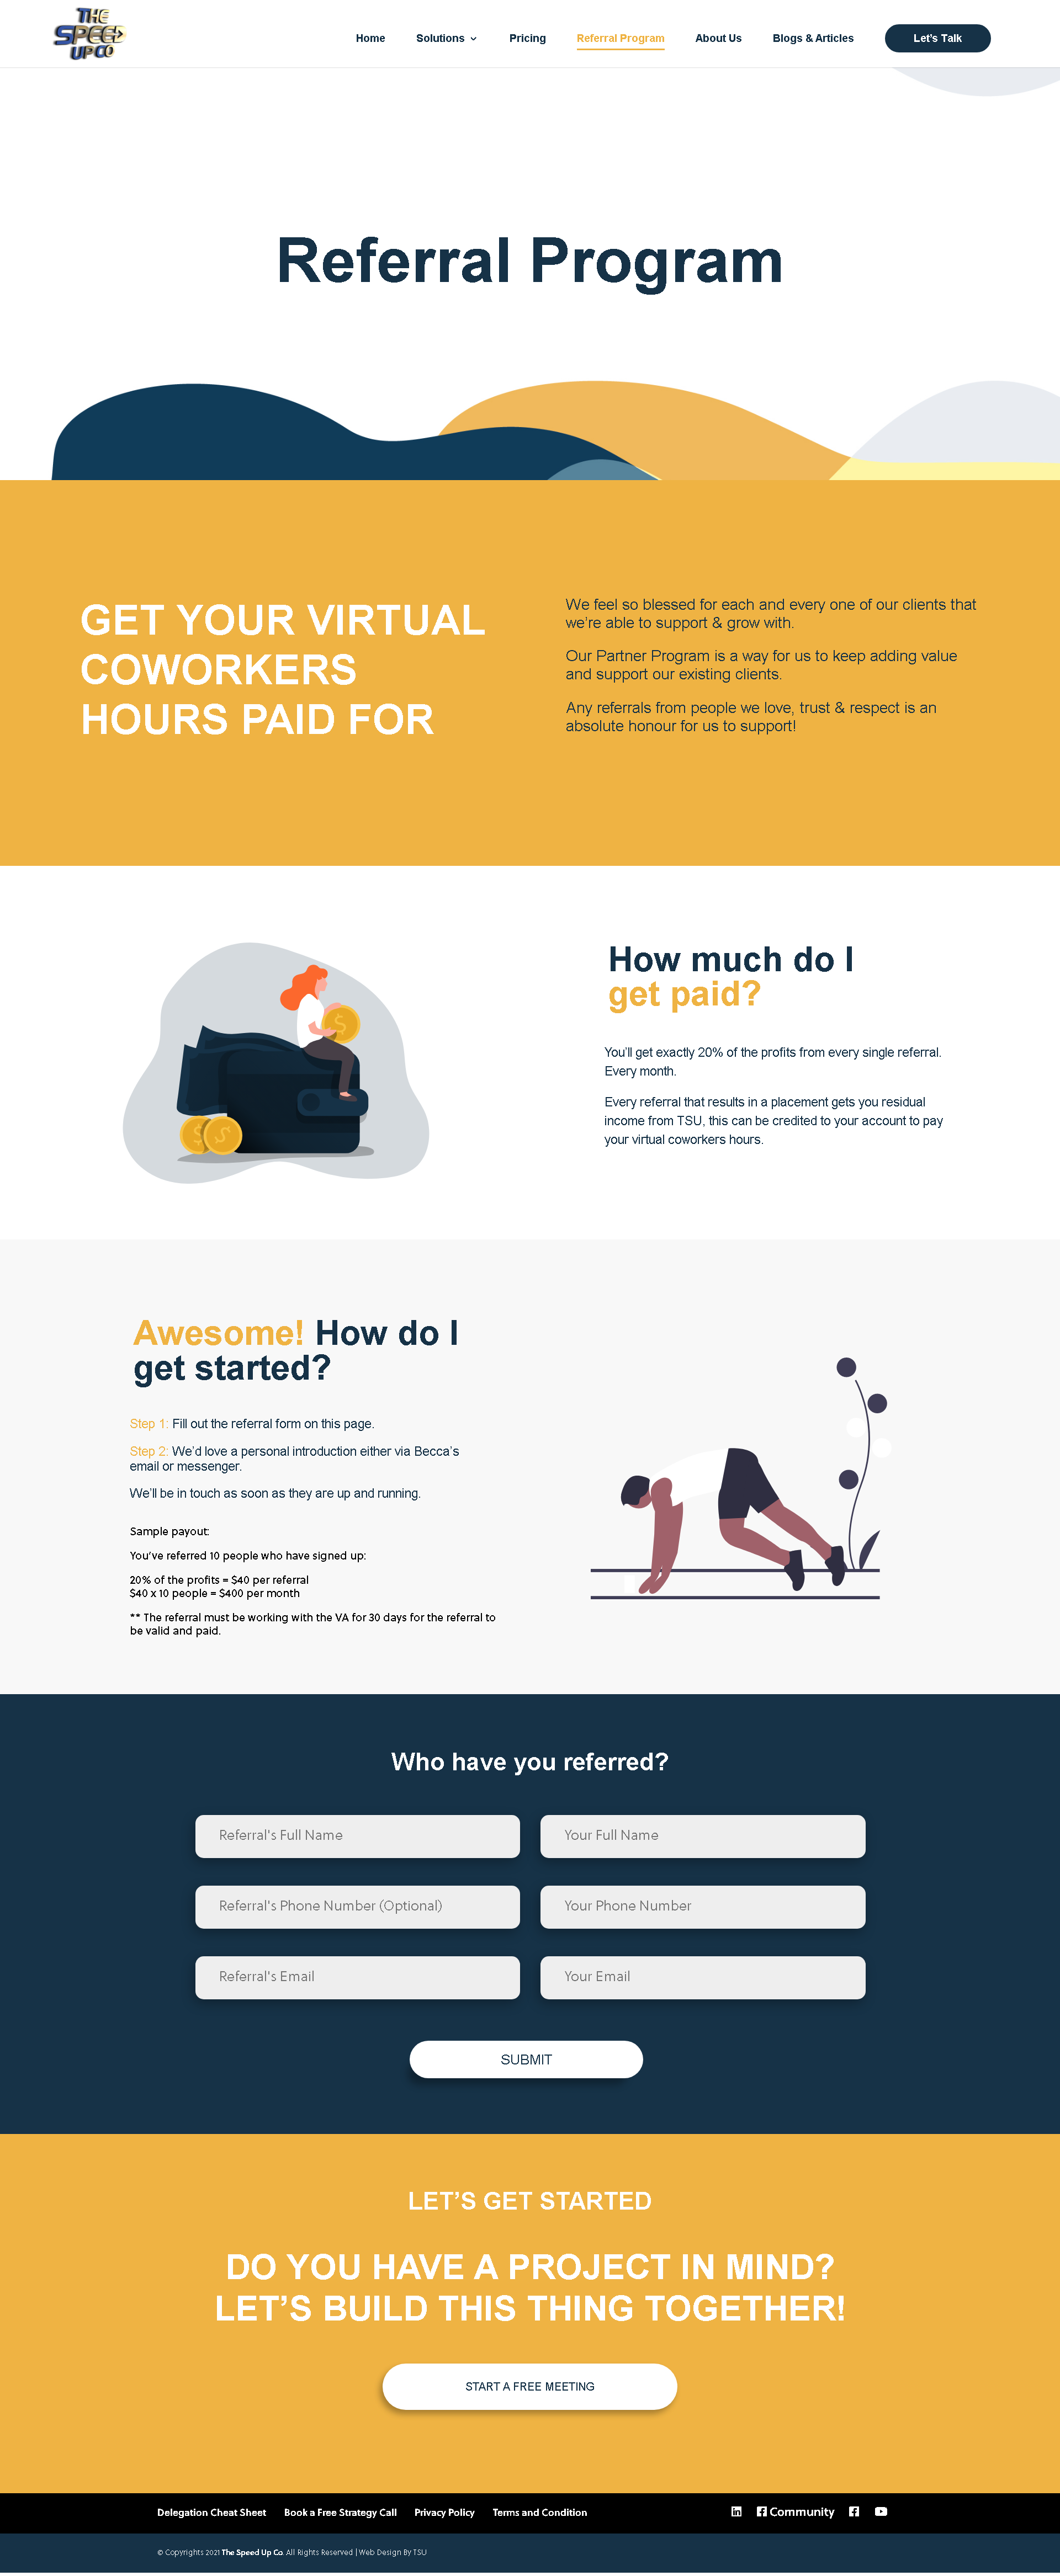 THE
SPEED
UP CO
Home Solutions Pricing Referral Program About Us Blogs & Articles Let's Talk
Referral Program
GET YOUR VIRTUAL
COWORKERS
HOURS PAID FOR
We feel so blessed for each and every one of our clients that
we're able to support & grow with.
Our Partner Program is a way for us to keep adding value
and support our existing clients.
Any referrals from people we love, trust & respect is an
absolute honour for us to support!
How much do I
get paid?
You'll get exactly 20% of the profits from every single referral.
Every month.
Every referral that results in a placement gets you residual
income from TSU, this can be credited to your account to pay
your virtual coworkers hours.
Awesome! How do I
get started?
Step 1: Fill out the referral form on this page.
Step 2: We'd love a personal introduction either via Becca's
email or messenger.
We'll be in touch as soon as they are up and running.
Sample payout:
You've referred 10 people who have signed up:
20% of the profits = $40 per referral
$40 x 10 people = $400 per month
** The referral must be working with the VA for 30 days for the referral to
be valid and paid.
Who have you referred?
Referral's Full Name Your Full Name
Referral's Phone Number (Optional) Your Phone Number
Referral's Email Your Email
SUBMIT
LET'S GET STARTED
DO YOU HAVE A PROJECT IN MIND?
LET'S BUILD THIS THING TOGETHER!
START A FREE MEETING
Delegation Cheat Sheet Book a Free Strategy Call Privacy Policy Terms and Condition Community
© Copyrights 2021 The Speed Up Co. All Rights Reserved | Web Design By TSU